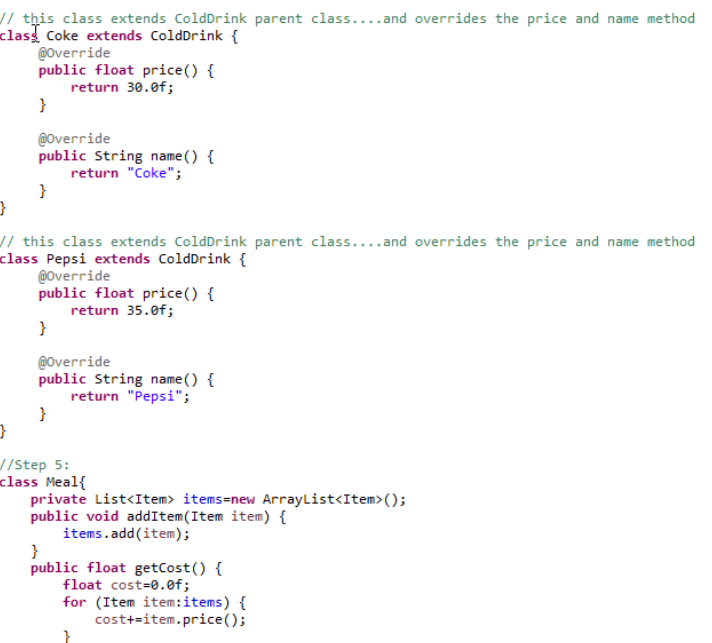 // this class extends ColdDrink parent class....and overrides the price and name method
class Coke extends ColdDrink {
@Override
public float price() {
return 30.0f;
}
@Override
public String name() {
return "Coke";
}
}
// this class extends ColdDrink parent class....and overrides the price and name method
class Pepsi extends ColdDrink {
@Override
public float price() {
return 35.0f;
}
@Override
public String name() {
return "Pepsi";
}
}
//Step 5:
class Meal{
private List<Item> items=new ArrayList<Item>();
public void addItem(Item item) {
items.add(item);
}
public float getCost() {
float cost=0.0f;
for (Item item:items) {
cost+=item.price();
}